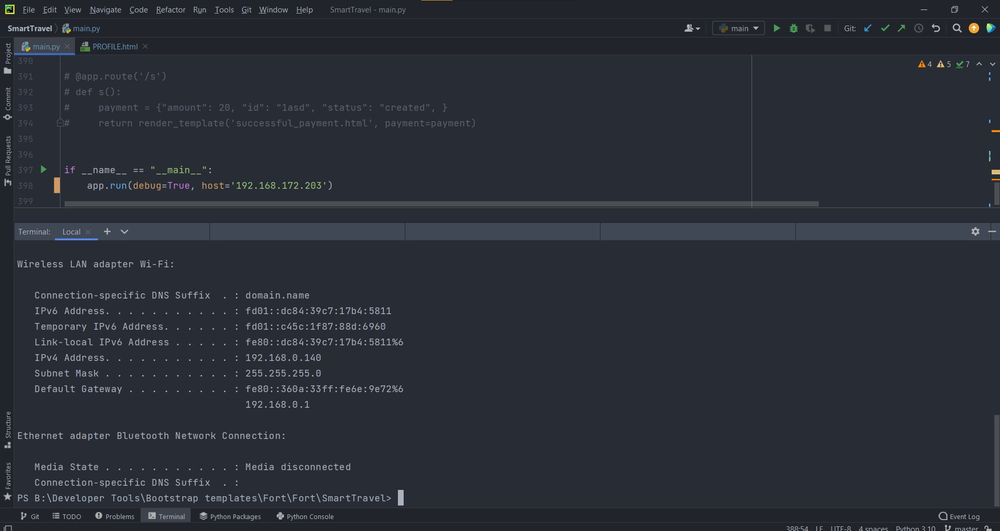 File Edit View Navigate Code Refactor Run Tools Git Window Help SmartTravel - main.py
SmartTravel main.py main Git:
main.py PROFILE.html
Project
Commit
Pull Requests
Structure
Favorites
4 5 7
390
391 # @app.route('/s')
392 # def s():
393 #     payment = {"amount": 20, "id": "1asd", "status": "created", }
394 #     return render_template('successful_payment.html', payment=payment)
395
396
397 if __name__ == "__main__":
398     app.run(debug=True, host='192.168.172.203')
399
Terminal: Local
Wireless LAN adapter Wi-Fi:
   Connection-specific DNS Suffix  . : domain.name
   IPv6 Address. . . . . . . . . . . : fd01::dc84:39c7:17b4:5811
   Temporary IPv6 Address. . . . . . : fd01::c45c:1f87:88d:6960
   Link-local IPv6 Address . . . . . : fe80::dc84:39c7:17b4:5811%6
   IPv4 Address. . . . . . . . . . . : 192.168.0.140
   Subnet Mask . . . . . . . . . . . : 255.255.255.0
   Default Gateway . . . . . . . . . : fe80::360a:33ff:fe6e:9e72%6
                                       192.168.0.1
Ethernet adapter Bluetooth Network Connection:
   Media State . . . . . . . . . . . : Media disconnected
   Connection-specific DNS Suffix  . :
PS B:\Developer Tools\Bootstrap templates\Fort\Fort\SmartTravel>
Git TODO Problems Terminal Python Packages Python Console Event Log
388:54 LF UTF-8 4 spaces Python 3.10 master